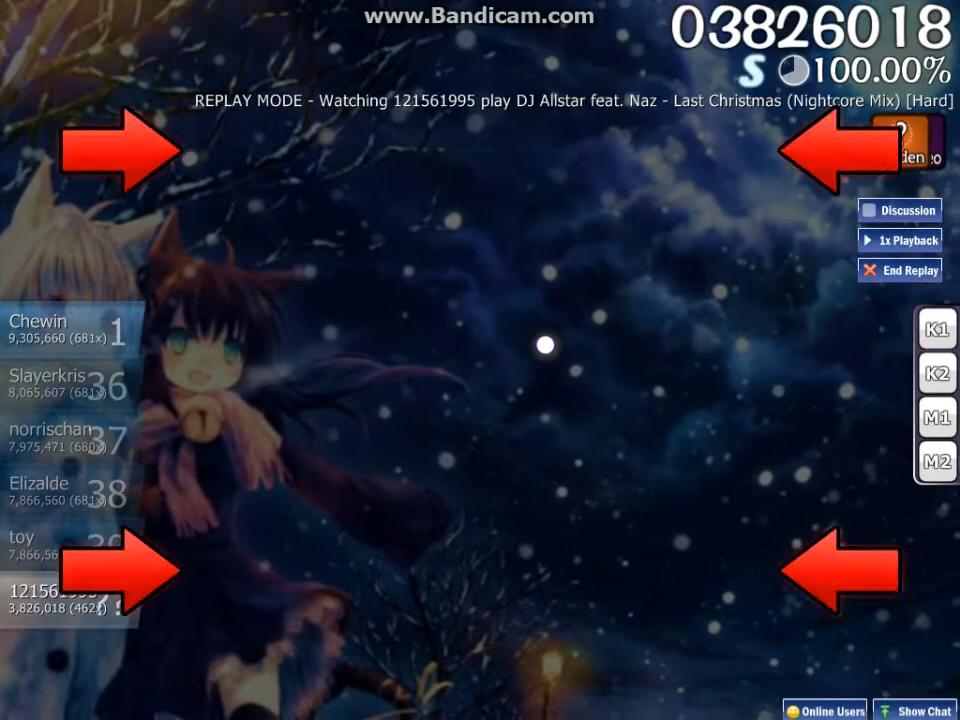 www.Bandicam.com
03826018
S 100.00%
REPLAY MODE - Watching 121561995 play DJ Allstar feat. Naz - Last Christmas (Nightcore Mix) [Hard]
Discussion
1x Playback
End Replay
Chewin
9,305,660 (681x) 1
Slayerkris
8,065,607 (681x) 36
norrischan
7,975,471 (680x) 37
Elizalde
7,866,560 (681x) 38
toy
3,826,018 (462x)
K1
K2
M1
M2
Online Users
Show Chat